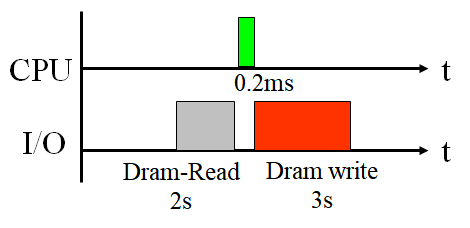 CPU
t
0.2ms
I/O
t
Dram-Read
Dram write
2s
3s